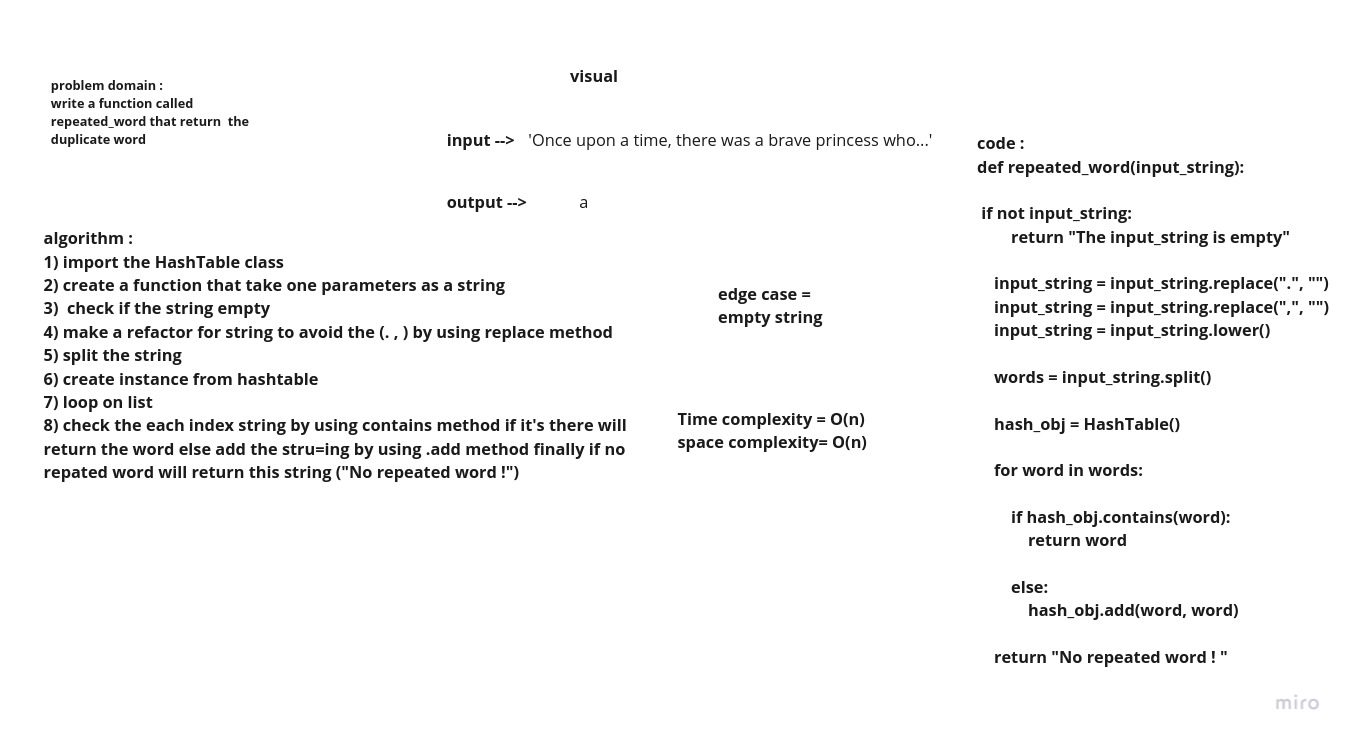 problem domain :
write a function called
repeated_word that return  the
duplicate word
visual
input -->   'Once upon a time, there was a brave princess who...'
output -->   a
algorithm :
1) import the HashTable class
2) create a function that take one parameters as a string
3)  check if the string empty
4) make a refactor for string to avoid the (. , ) by using replace method
5) split the string
6) create instance from hashtable
7) loop on list
8) check the each index string by using contains method if it's there will
return the word else add the stru=ing by using .add method finally if no
repated word will return this string ("No repeated word !")
edge case =
empty string
Time complexity = O(n)
space complexity= O(n)
code :
def repeated_word(input_string):
 if not input_string:
        return "The input_string is empty"
    input_string = input_string.replace(".", "")
    input_string = input_string.replace(",", "")
    input_string = input_string.lower()
    words = input_string.split()
    hash_obj = HashTable()
    for word in words:
        if hash_obj.contains(word):
            return word
        else:
            hash_obj.add(word, word)
    return "No repeated word ! "
miro